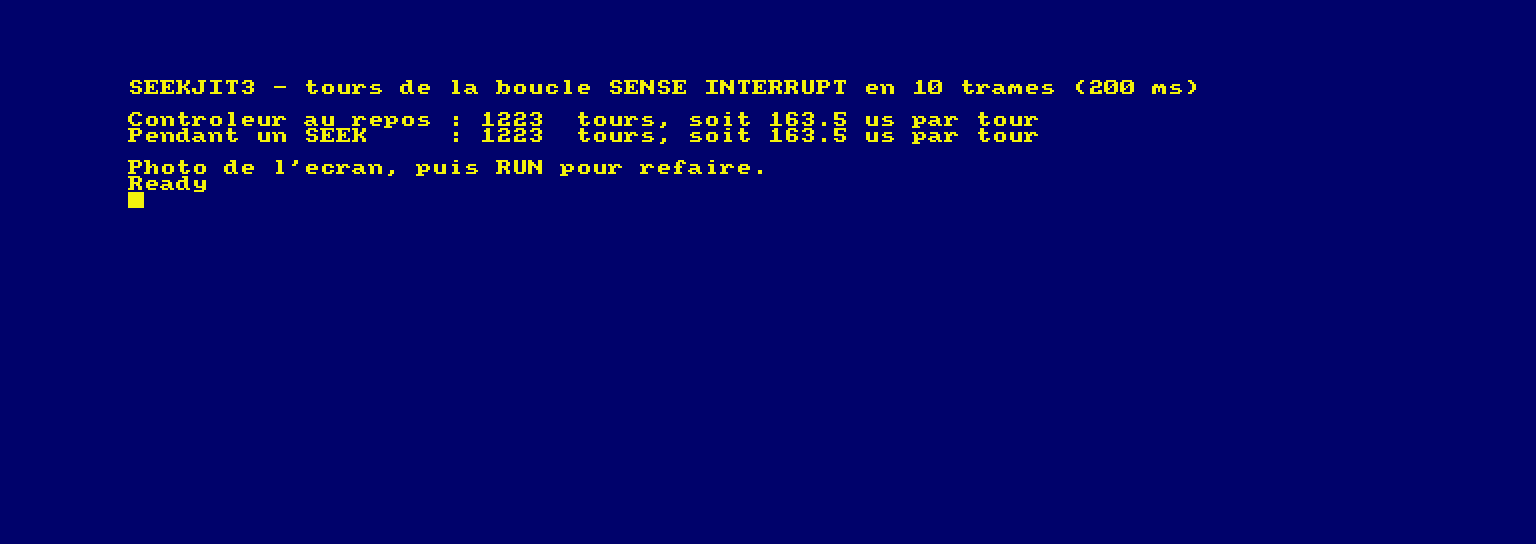 SEEKJIT3 - tours de la boucle SENSE INTERRUPT en 10 trames (200 ms)
Controleur au repos : 1223  tours, soit 163.5 us par tour
Pendant un SEEK     : 1223  tours, soit 163.5 us par tour
Photo de l'ecran, puis RUN pour refaire.
Ready